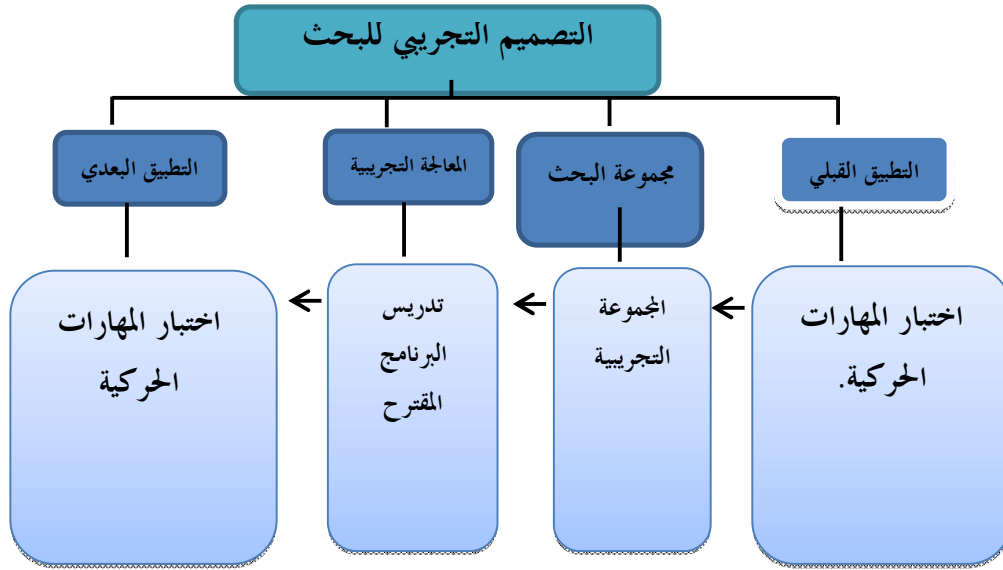 التصميم التجريبي للبحث
التطبيق القبلي
مجموعة البحث
المعالجة التجريبية
التطبيق البعدي
اختبار المهارات
الحركية.
المجموعة
التجريبية
تدريس
البرنامج
المقترح
اختبار المهارات
الحركية